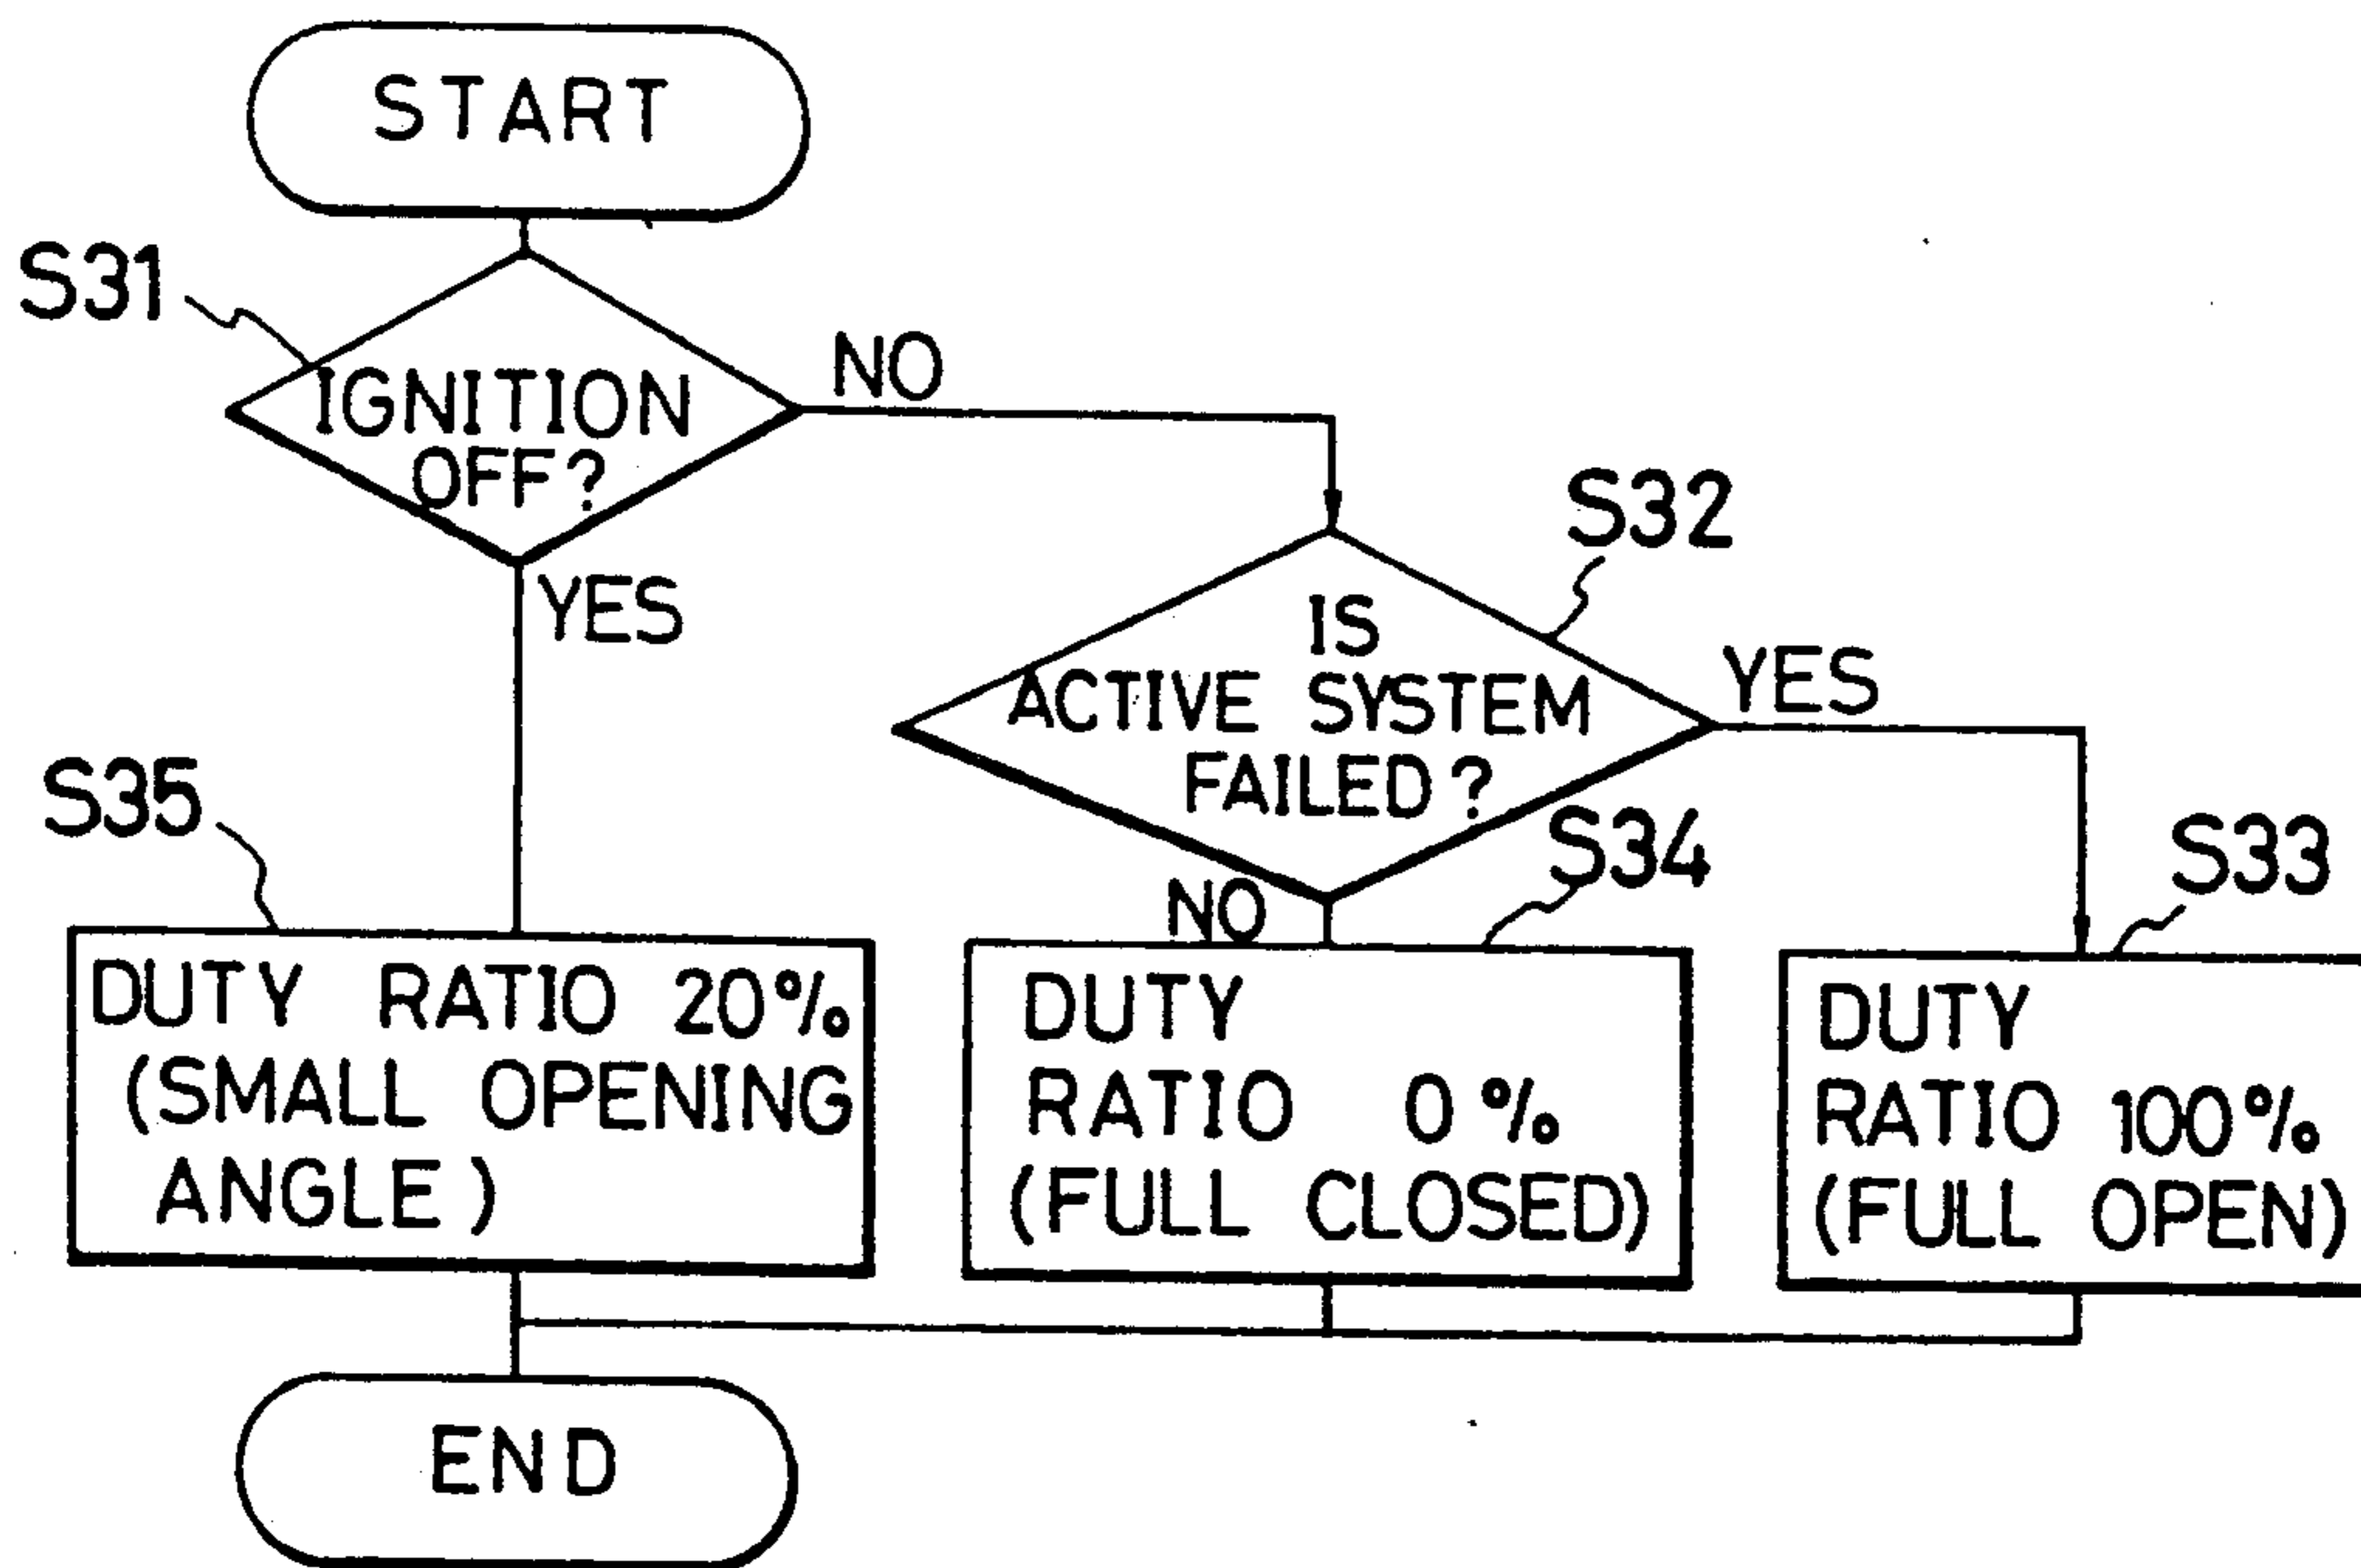 START
S31
IGNITION
OFF?
NO
YES
S32
IS
ACTIVE SYSTEM
FAILED?
YES
NO
S35
DUTY RATIO 20%
(SMALL OPENING
ANGLE)
S34
DUTY
RATIO 0%
(FULL CLOSED)
S33
DUTY
RATIO 100%
(FULL OPEN)
END